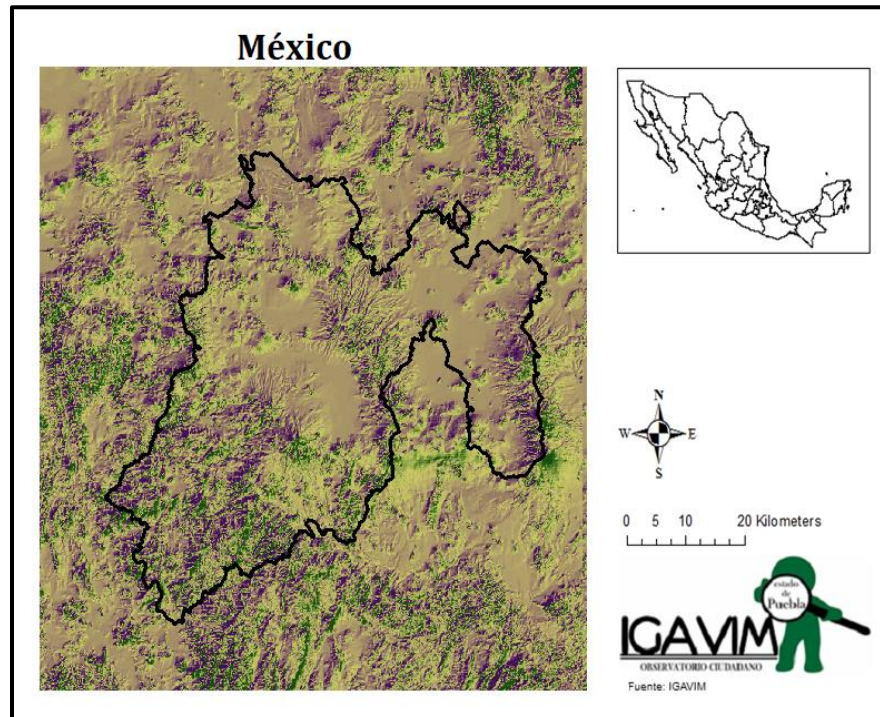 México
N
W E
S
0 5 10 20 Kilometers
estado
de
Puebla
IGAVIM
OBSERVATORIO CIUDADANO
Fuente: IGAVIM